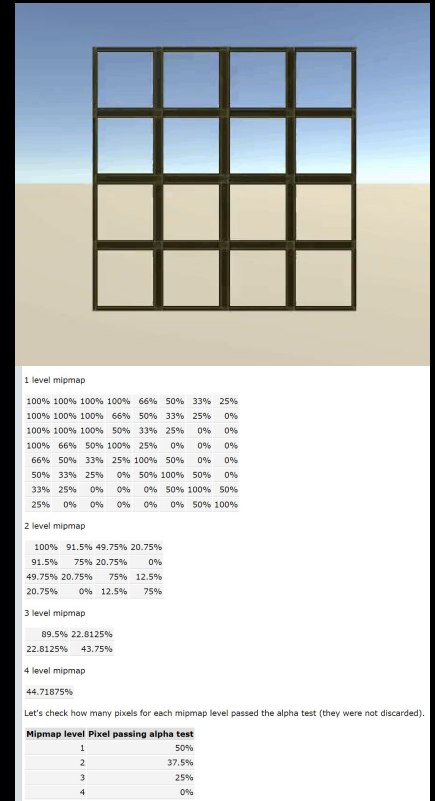 1 level mipmap
100% 100% 100% 100% 66% 50% 33% 25%
100% 100% 100% 66% 50% 33% 25% 0%
100% 100% 100% 50% 33% 25% 0% 0%
100% 66% 50% 100% 25% 0% 0% 0%
66% 50% 33% 25% 100% 50% 0% 0%
50% 33% 25% 0% 50% 100% 50% 0%
33% 25% 0% 0% 0% 50% 100% 50%
25% 0% 0% 0% 0% 0% 50% 100%
2 level mipmap
100% 91.5% 49.75% 20.75%
91.5% 75% 20.75% 0%
49.75% 20.75% 75% 12.5%
20.75% 0% 12.5% 75%
3 level mipmap
89.5% 22.8125%
22.8125% 43.75%
4 level mipmap
44.71875%
Let's check how many pixels for each mipmap level passed the alpha test (they were not discarded).
Mipmap level Pixel passing alpha test
1 50%
2 37.5%
3 25%
4 0%